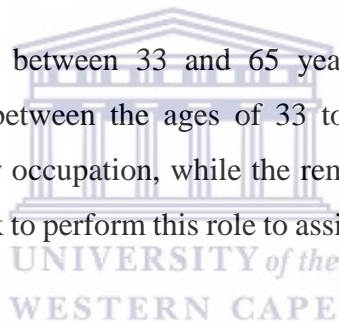 between 33 and 65 yea
between the ages of 33 to
occupation, while the ren
to perform this role to assi
UNIVERSITY of the
WESTERN CAPE